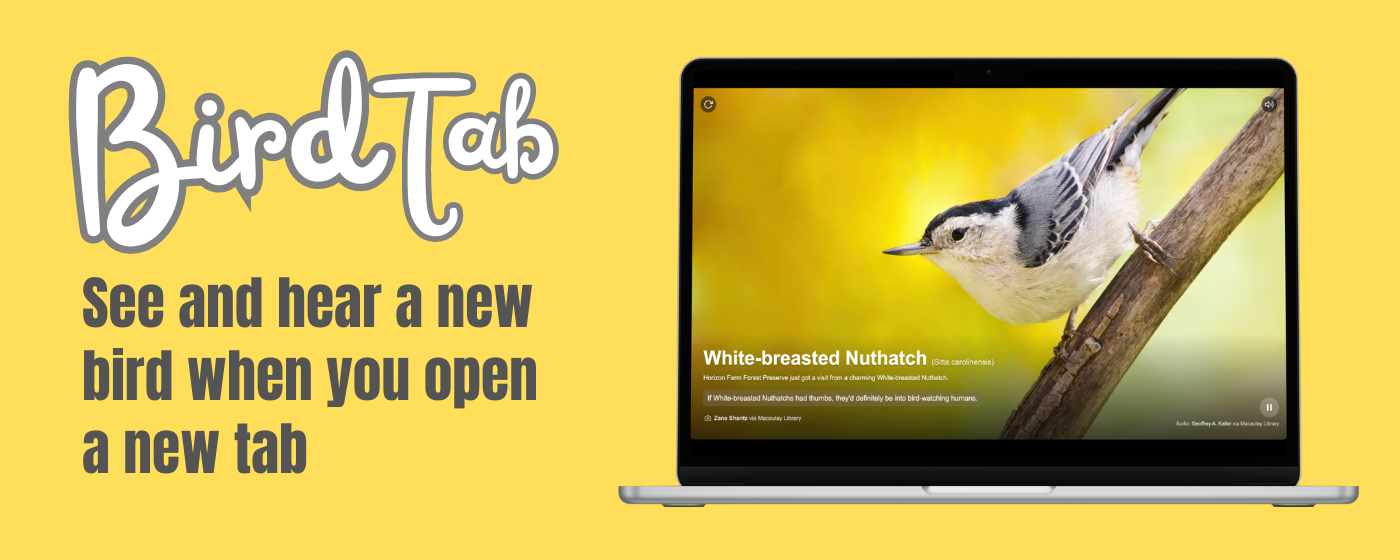 BirdTab
See and hear a new
bird when you open
a new tab
White-breasted Nuthatch (Sitta carolinensis)
Horizon Farm Forest Preserve just got a visit from a charming White-breasted Nuthatch.
If White-breasted Nuthatchs had thumbs, they'd definitely be into bird-watching humans.
Zane Shantz via Macaulay Library
Audio: Geoffrey A. Keller via Macaulay Library